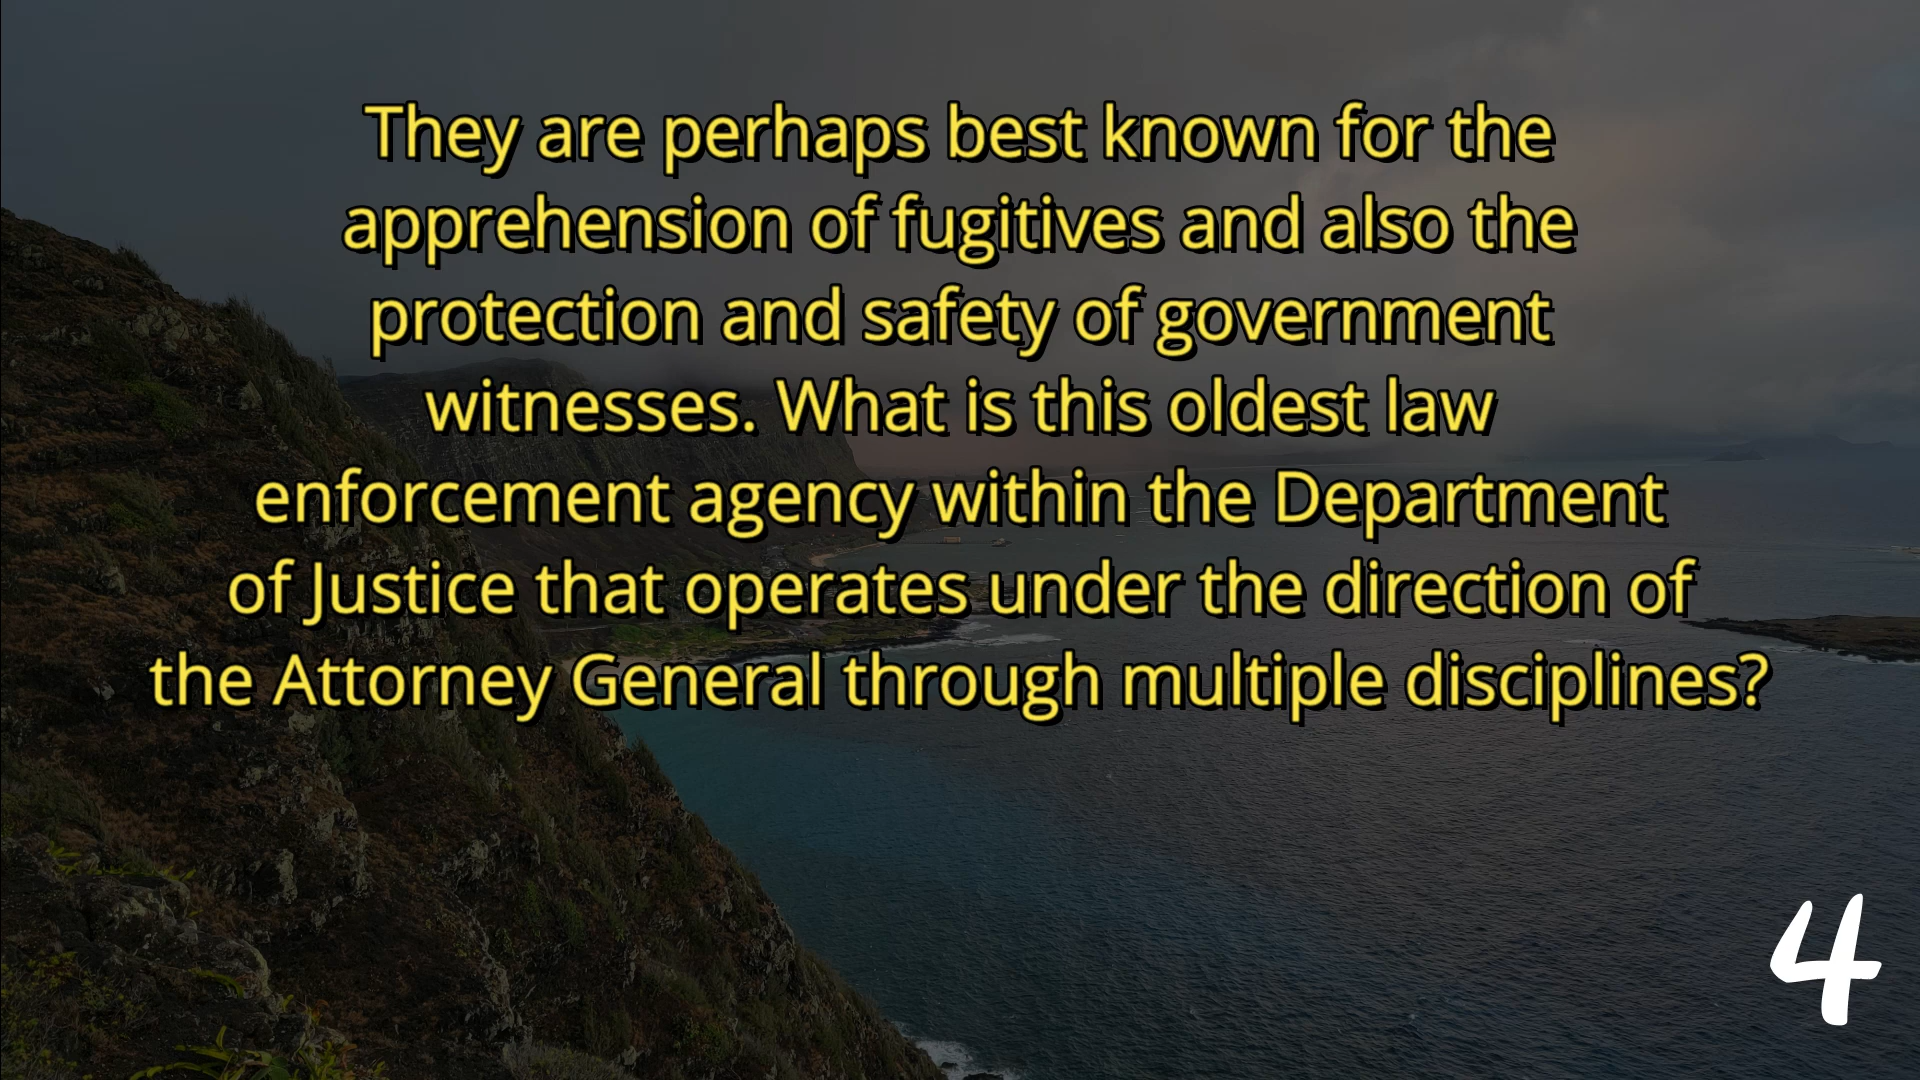 They are perhaps best known for the
apprehension of fugitives and also the
protection and safety of government
witnesses. What is this oldest law
enforcement agency within the Department
of Justice that operates under the direction of
the Attorney General through multiple disciplines?
4